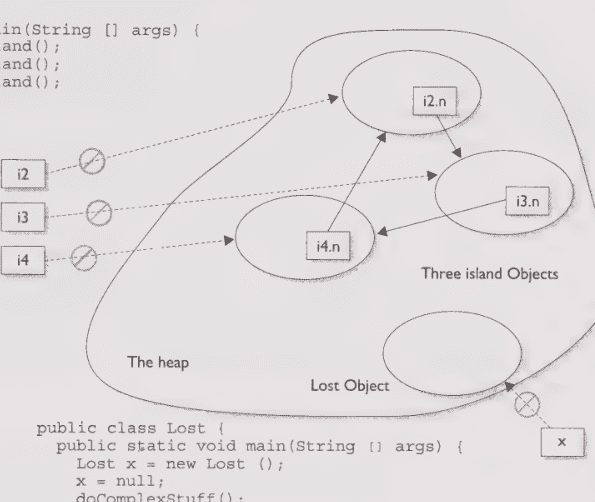 in(String [] args) {
and();
and();
and();
i2.n
i2
i3
i3.n
i4
i4.n
Three island Objects
The heap
Lost Object
x
public class Lost {
public static void main(String [] args) {
Lost x = new Lost ();
x = null;
doComplexStuff();